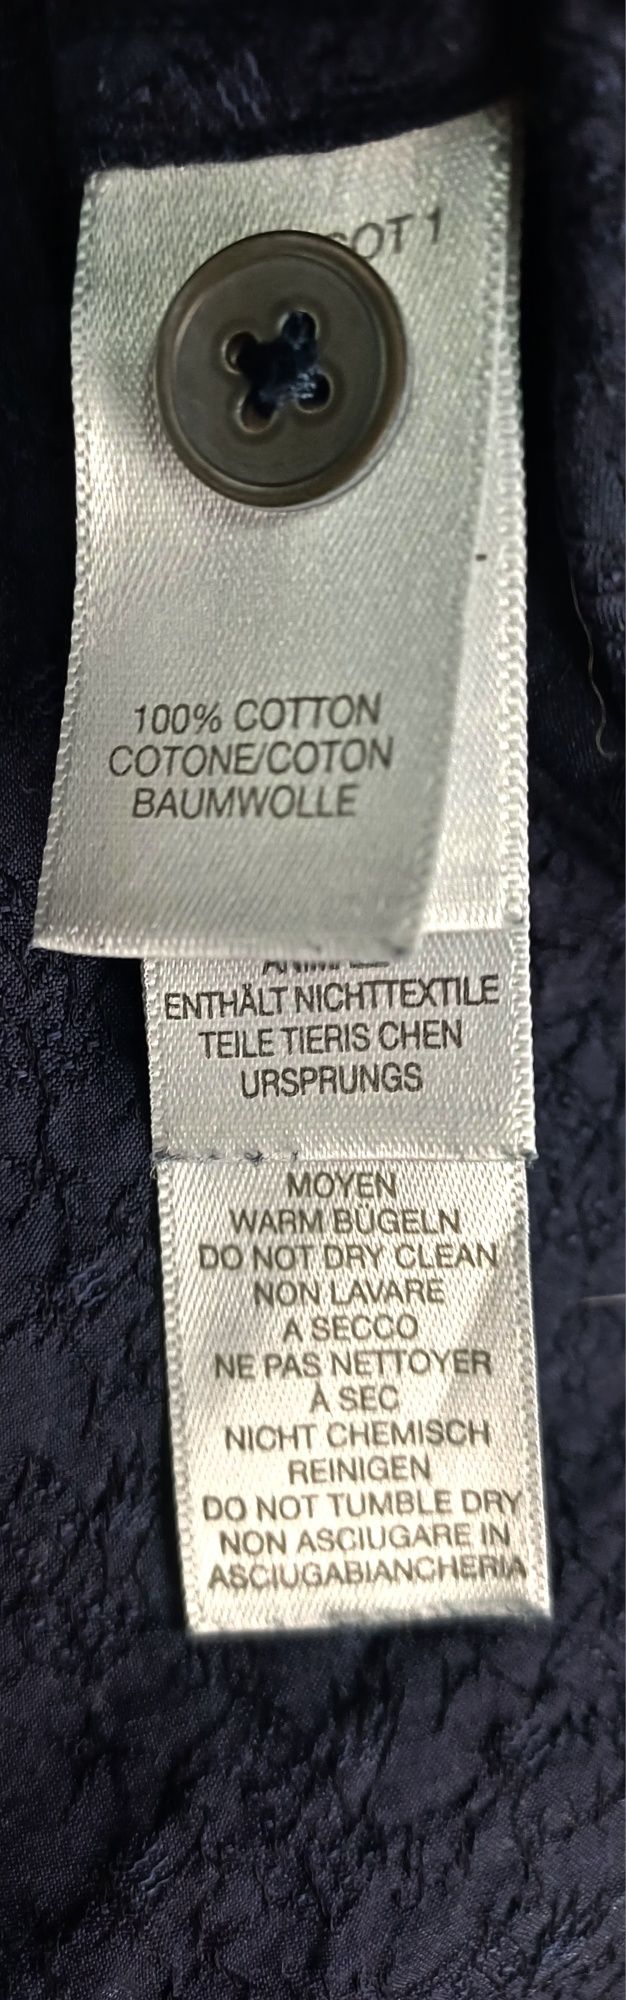 100% COTTON
COTONE/COTON
BAUMWOLLE
ENTHÄLT NICHTTEXTILE
TEILE TIERIS CHEN
URSPRUNGS
MOYEN
WARM BÜGELN
DO NOT DRY CLEAN
NON LAVARE
A SECCO
NE PAS NETTOYER
À SEC
NICHT CHEMISCH
REINIGEN
DO NOT TUMBLE DRY
NON ASCIUGARE IN
ASCIUGABIANCHERIA